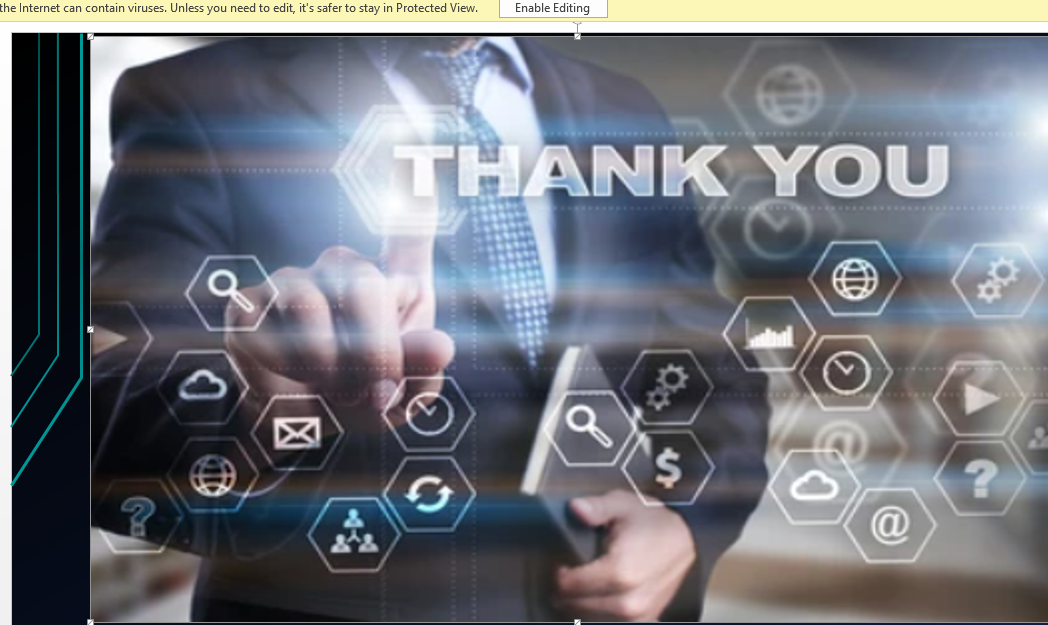 the Internet can contain viruses. Unless you need to edit, it's safer to stay in Protected View.
Enable Editing
THANK YOU
$
?
@
@
?